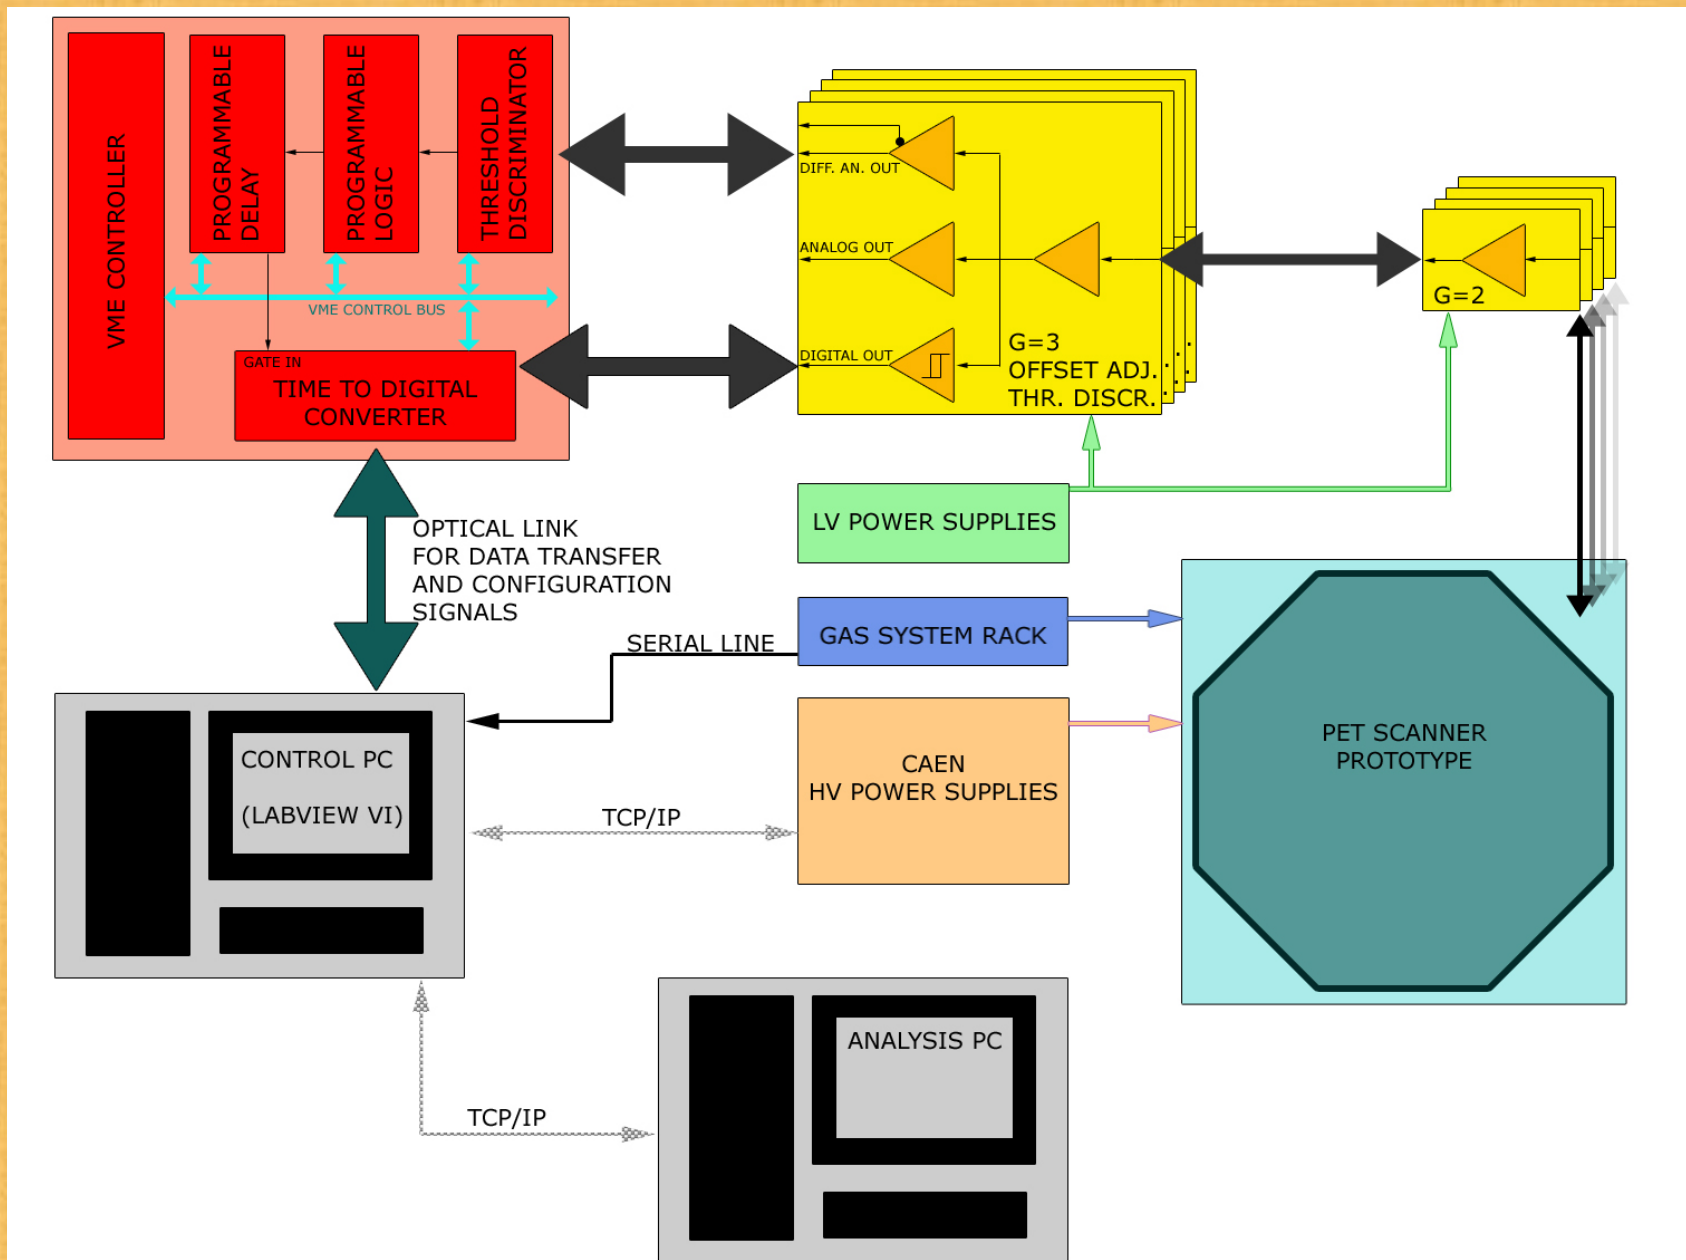 VME CONTROLLER
PROGRAMMABLE
DELAY
PROGRAMMABLE
LOGIC
THRESHOLD
DISCRIMINATOR
VME CONTROL BUS
GATE IN
TIME TO DIGITAL
CONVERTER
DIFF. AN. OUT
ANALOG OUT
DIGITAL OUT
G=3
OFFSET ADJ.
THR. DISCR.
G=2
OPTICAL LINK
FOR DATA TRANSFER
AND CONFIGURATION
SIGNALS
LV POWER SUPPLIES
GAS SYSTEM RACK
SERIAL LINE
CAEN
HV POWER SUPPLIES
PET SCANNER
PROTOTYPE
CONTROL PC
(LABVIEW VI)
TCP/IP
ANALYSIS PC
TCP/IP